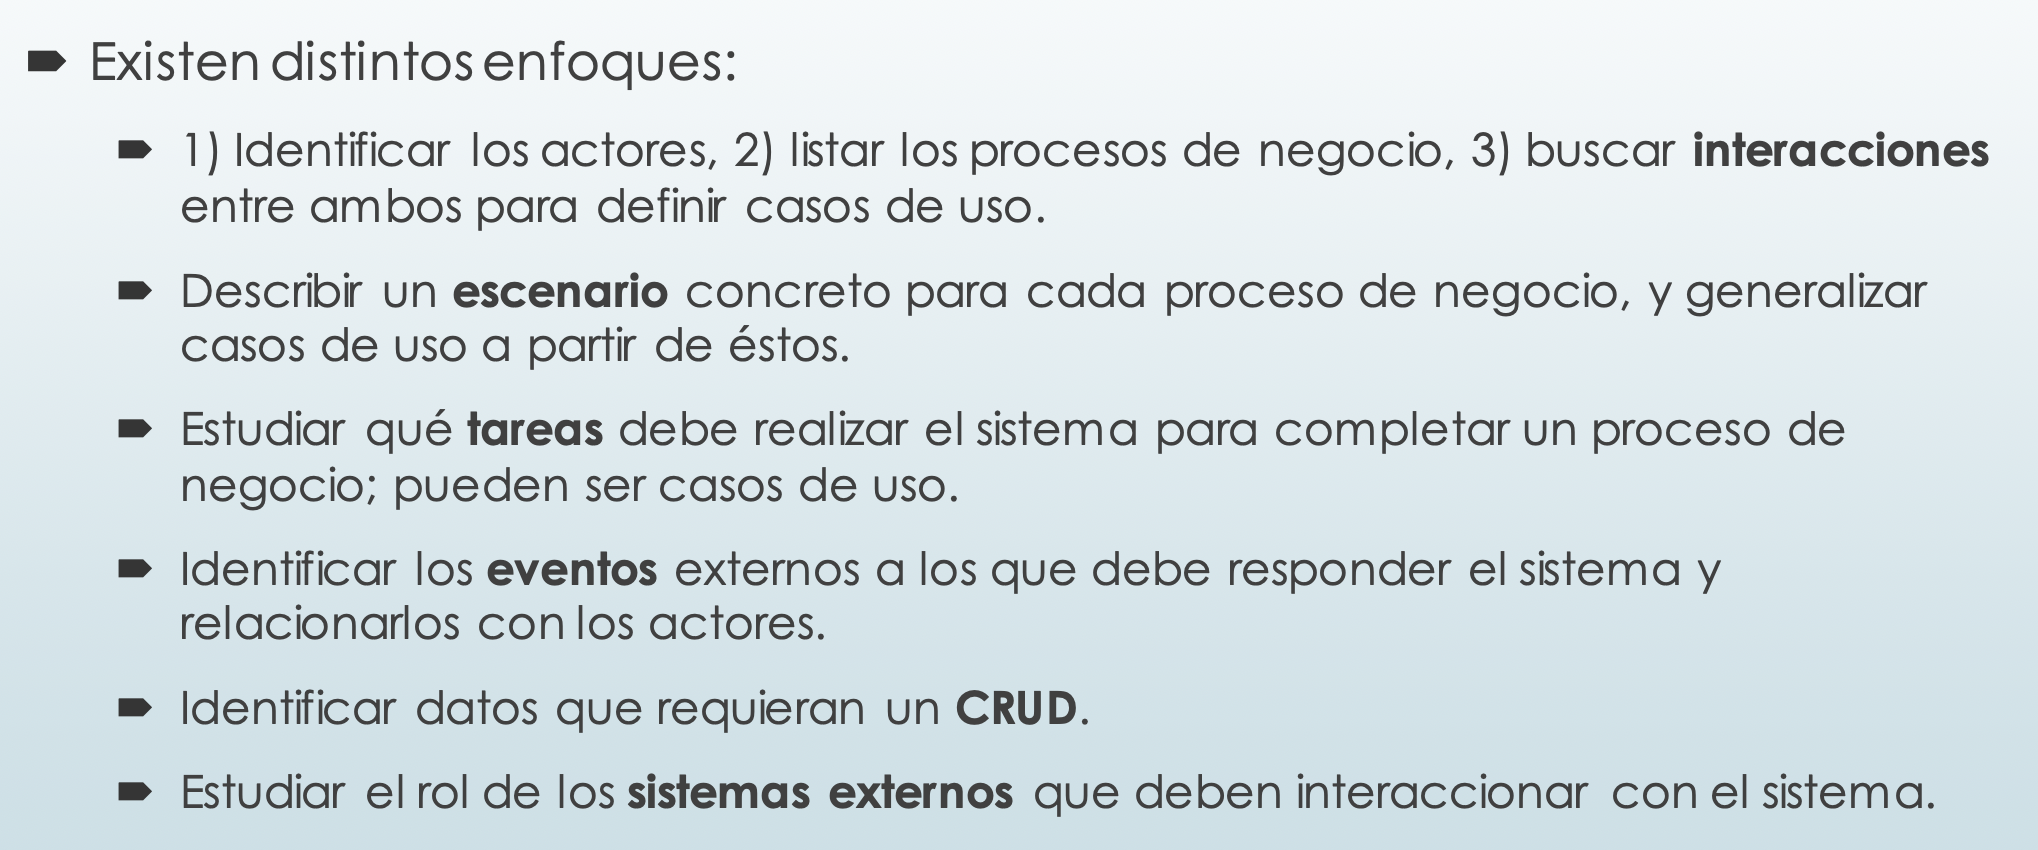 Existen distintos enfoques:
1) Identificar los actores, 2) listar los procesos de negocio, 3) buscar interacciones
entre ambos para definir casos de uso.
Describir un escenario concreto para cada proceso de negocio, y generalizar
casos de uso a partir de éstos.
Estudiar qué tareas debe realizar el sistema para completar un proceso de
negocio; pueden ser casos de uso.
Identificar los eventos externos a los que debe responder el sistema y
relacionarlos con los actores.
Identificar datos que requieran un CRUD.
Estudiar el rol de los sistemas externos que deben interaccionar con el sistema.